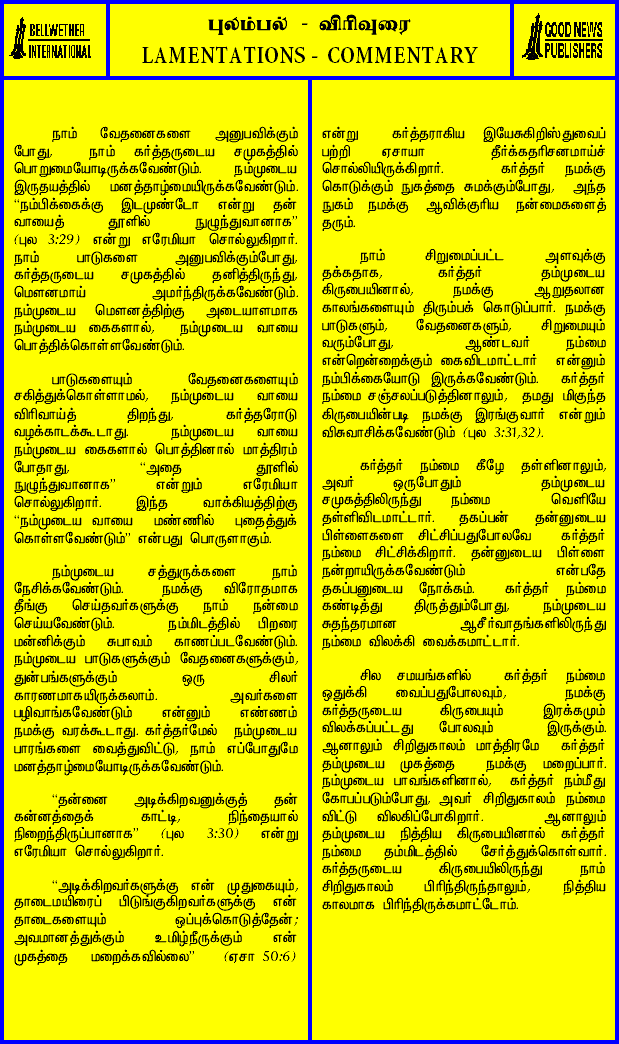 BELLWETHER
INTERNATIONAL
புலம்பல் - விரிவுரை
LAMENTATIONS - COMMENTARY
GOOD NEWS
PUBLISHERS
நாம் வேதனைகளை அனுபவிக்கும்
போது, நாம் கர்த்தருடைய சமுகத்தில்
பொறுமையோடிருக்கவேண்டும். நம்முடைய
இருதயத்தில் மனத்தாழ்மையிருக்கவேண்டும்.
“நம்பிக்கைக்கு இடமுண்டோ என்று தன்
வாயைத் தூளில் நுழுந்துவானாக”
(புல 3:29) என்று எரேமியா சொல்லுகிறார்.
நாம் பாடுகளை அனுபவிக்கும்போது,
கர்த்தருடைய சமுகத்தில் தனித்திருந்து,
மௌனமாய் அமர்ந்திருக்கவேண்டும்.
நம்முடைய மௌனத்திற்கு அடையாளமாக
நம்முடைய கைகளால், நம்முடைய வாயை
பொத்திக்கொள்ளவேண்டும்.
பாடுகளையும் வேதனைகளையும்
சகித்துக்கொள்ளாமல், நம்முடைய வாயை
விரிவாய்த் திறந்து, கர்த்தரோடு
வழக்காடக்கூடாது. நம்முடைய வாயை
நம்முடைய கைகளால் பொத்தினால் மாத்திரம்
போதாது, “அதை தூளில்
நுழுந்துவானாக” என்றும் எரேமியா
சொல்லுகிறார். இந்த வாக்கியத்திற்கு
“நம்முடைய வாயை மண்ணில் புதைத்துக்
கொள்ளவேண்டும்” என்பது பொருளாகும்.
நம்முடைய சத்துருக்களை நாம்
நேசிக்கவேண்டும். நமக்கு விரோதமாக
தீங்கு செய்தவர்களுக்கு நாம் நன்மை
செய்யவேண்டும். நம்மிடத்தில் பிறரை
மன்னிக்கும் சுபாவம் காணப்படவேண்டும்.
நம்முடைய பாடுகளுக்கும் வேதனைகளுக்கும்,
துன்பங்களுக்கும் ஒரு சிலர்
காரணமாகயிருக்கலாம். அவர்களை
பழிவாங்கவேண்டும் என்னும் எண்ணம்
நமக்கு வரக்கூடாது. கர்த்தர்மேல் நம்முடைய
பாரங்களை வைத்துவிட்டு, நாம் எப்போதுமே
மனத்தாழ்மையோடிருக்கவேண்டும்.
“தன்னை அடிக்கிறவனுக்குத் தன்
கன்னத்தைக் காட்டி, நிந்தையால்
நிறைந்திருப்பானாக” (புல 3:30) என்று
எரேமியா சொல்லுகிறார்.
“அடிக்கிறவர்களுக்கு என் முதுகையும்,
தாடைமயிரைப் பிடுங்குகிறவர்களுக்கு என்
தாடைகளையும் ஒப்புக்கொடுத்தேன்;
அவமானத்துக்கும் உமிழ்நீருக்கும் என்
முகத்தை மறைக்கவில்லை” (ஏசா 50:6)
என்று கர்த்தராகிய இயேசுகிறிஸ்துவைப்
பற்றி ஏசாயா தீர்க்கதரிசனமாய்ச்
சொல்லியிருக்கிறார். கர்த்தர் நமக்கு
கொடுக்கும் நுகத்தை சுமக்கும்போது, அந்த
நுகம் நமக்கு ஆவிக்குரிய நன்மைகளைத்
தரும்.
நாம் சிறுமைப்பட்ட அளவுக்கு
தக்கதாக, கர்த்தர் தம்முடைய
கிருபையினால், நமக்கு ஆறுதலான
காலங்களையும் திரும்பக் கொடுப்பார். நமக்கு
பாடுகளும், வேதனைகளும், சிறுமையும்
வரும்போது, ஆண்டவர் நம்மை
என்றென்றைக்கும் கைவிடமாட்டார் என்னும்
நம்பிக்கையோடு இருக்கவேண்டும். கர்த்தர்
நம்மை சஞ்சலப்படுத்தினாலும், தமது மிகுந்த
கிருபையின்படி நமக்கு இரங்குவார் என்றும்
விசுவாசிக்கவேண்டும் (புல 3:31,32).
கர்த்தர் நம்மை கீழே தள்ளினாலும்,
அவர் ஒருபோதும் தம்முடைய
சமுகத்திலிருந்து நம்மை வெளியே
தள்ளிவிடமாட்டார். தகப்பன் தன்னுடைய
பிள்ளைகளை சிட்சிப்பதுபோலவே கர்த்தர்
நம்மை சிட்சிக்கிறார். தன்னுடைய பிள்ளை
நன்றாயிருக்கவேண்டும் என்பதே
தகப்பனுடைய நோக்கம். கர்த்தர் நம்மை
கண்டித்து திருத்தும்போது, நம்முடைய
சுதந்தரமான ஆசீர்வாதங்களிலிருந்து
நம்மை விலக்கி வைக்கமாட்டார்.
சில சமயங்களில் கர்த்தர் நம்மை
ஒதுக்கி வைப்பதுபோலவும், நமக்கு
கர்த்தருடைய கிருபையும் இரக்கமும்
விலக்கப்பட்டது போலவும் இருக்கும்.
ஆனாலும் சிறிதுகாலம் மாத்திரமே கர்த்தர்
தம்முடைய முகத்தை நமக்கு மறைப்பார்.
நம்முடைய பாவங்களினால், கர்த்தர் நம்மீது
கோபப்படும்போது, அவர் சிறிதுகாலம் நம்மை
விட்டு விலகிப்போகிறார். ஆனாலும்
தம்முடைய நித்திய கிருபையினால் கர்த்தர்
நம்மை தம்மிடத்தில் சேர்த்துக்கொள்வார்.
கர்த்தருடைய கிருபையிலிருந்து நாம்
சிறிதுகாலம் பிரிந்திருந்தாலும், நித்திய
காலமாக பிரிந்திருக்கமாட்டோம்.